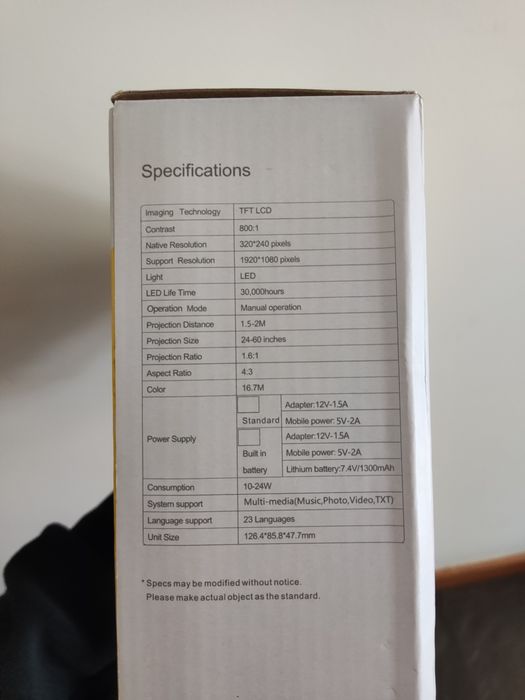 Specifications
Imaging Technology TFT LCD
Contrast 800:1
Native Resolution 320*240 pixels
Support Resolution 1920*1080 pixels
Light LED
LED Life Time 30,000hours
Operation Mode Manual operation
Projection Distance 1.5-2M
Projection Size 24-60 inches
Projection Ratio 1.6:1
Aspect Ratio 4:3
Color 16.7M
Power Supply
Standard
Adapter:12V-1.5A
Mobile power: 5V-2A
Built in
battery
Adapter:12V-1.5A
Mobile power: 5V-2A
Lithium battery:7.4V/1300mAh
Consumption 10-24W
System support Multi-media(Music,Photo,Video,TXT)
Language support 23 Languages
Unit Size 126.4*85.8*47.7mm
*Specs may be modified without notice.
Please make actual object as the standard.